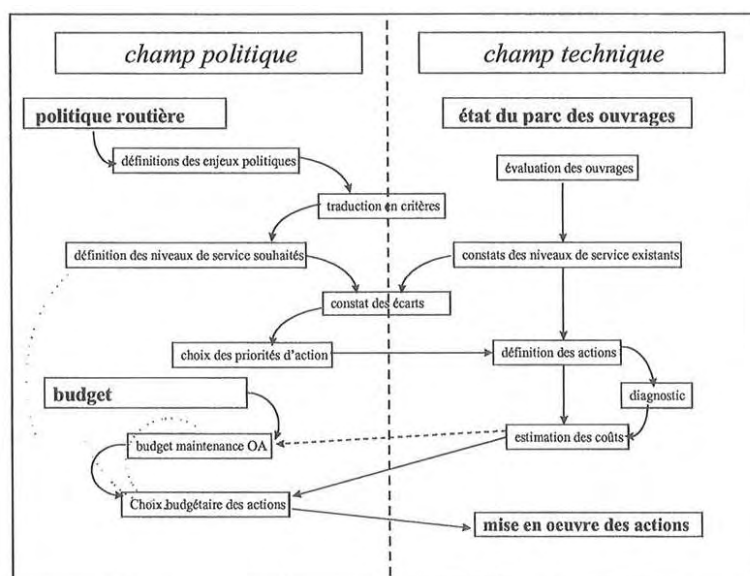 champ politique
champ technique
politique routière
état du parc des ouvrages
définitions des enjeux politiques
évaluation des ouvrages
traduction en critères
définition des niveaux de service souhaités
constats des niveaux de service existants
constat des écarts
choix des priorités d'action
définition des actions
budget
diagnostic
budget maintenance OA
estimation des coûts
Choix budgétaire des actions
mise en oeuvre des actions